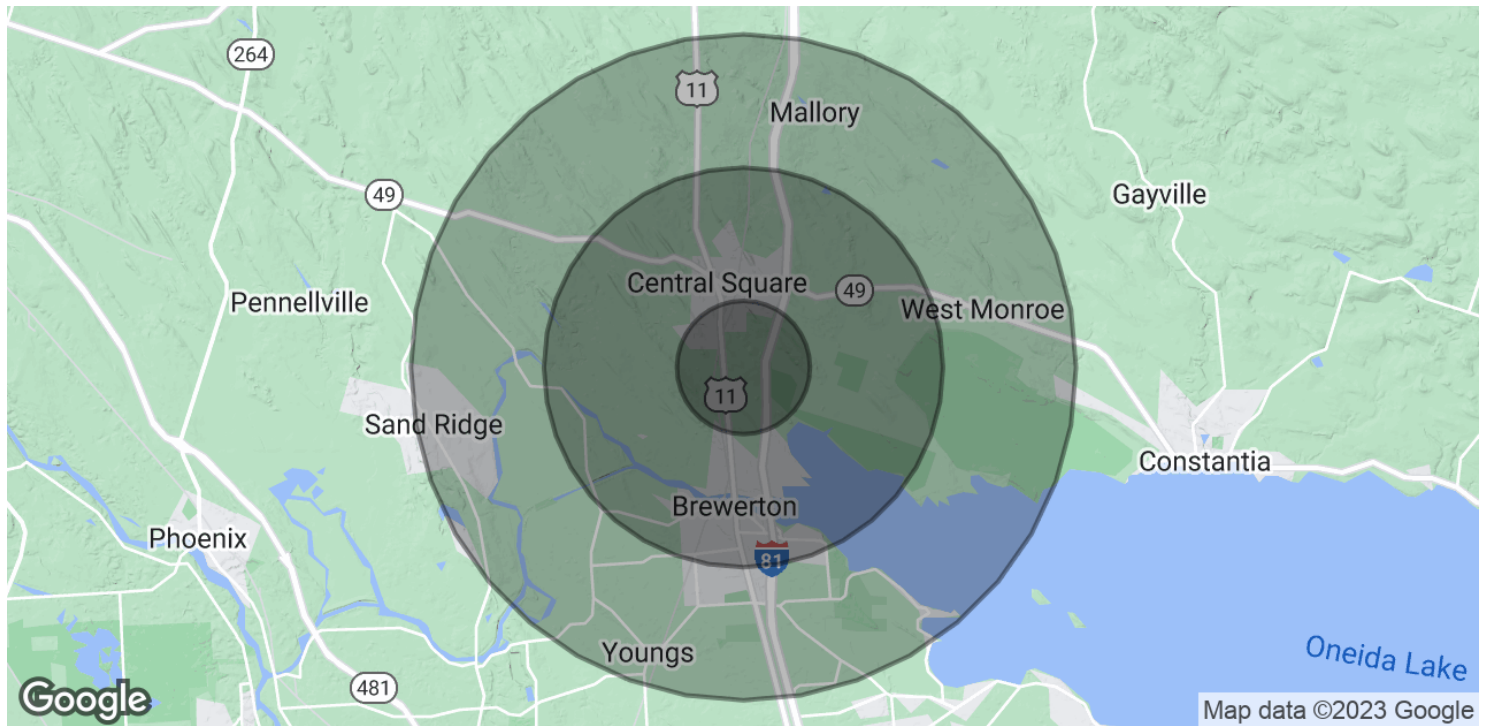 264
11
Mallory
49
Gayville
Central Square
49
Pennellville
West Monroe
11
Sand Ridge
Constantia
Brewerton
Phoenix
81
Youngs
Oneida Lake
481
Google
Map data ©2023 Google